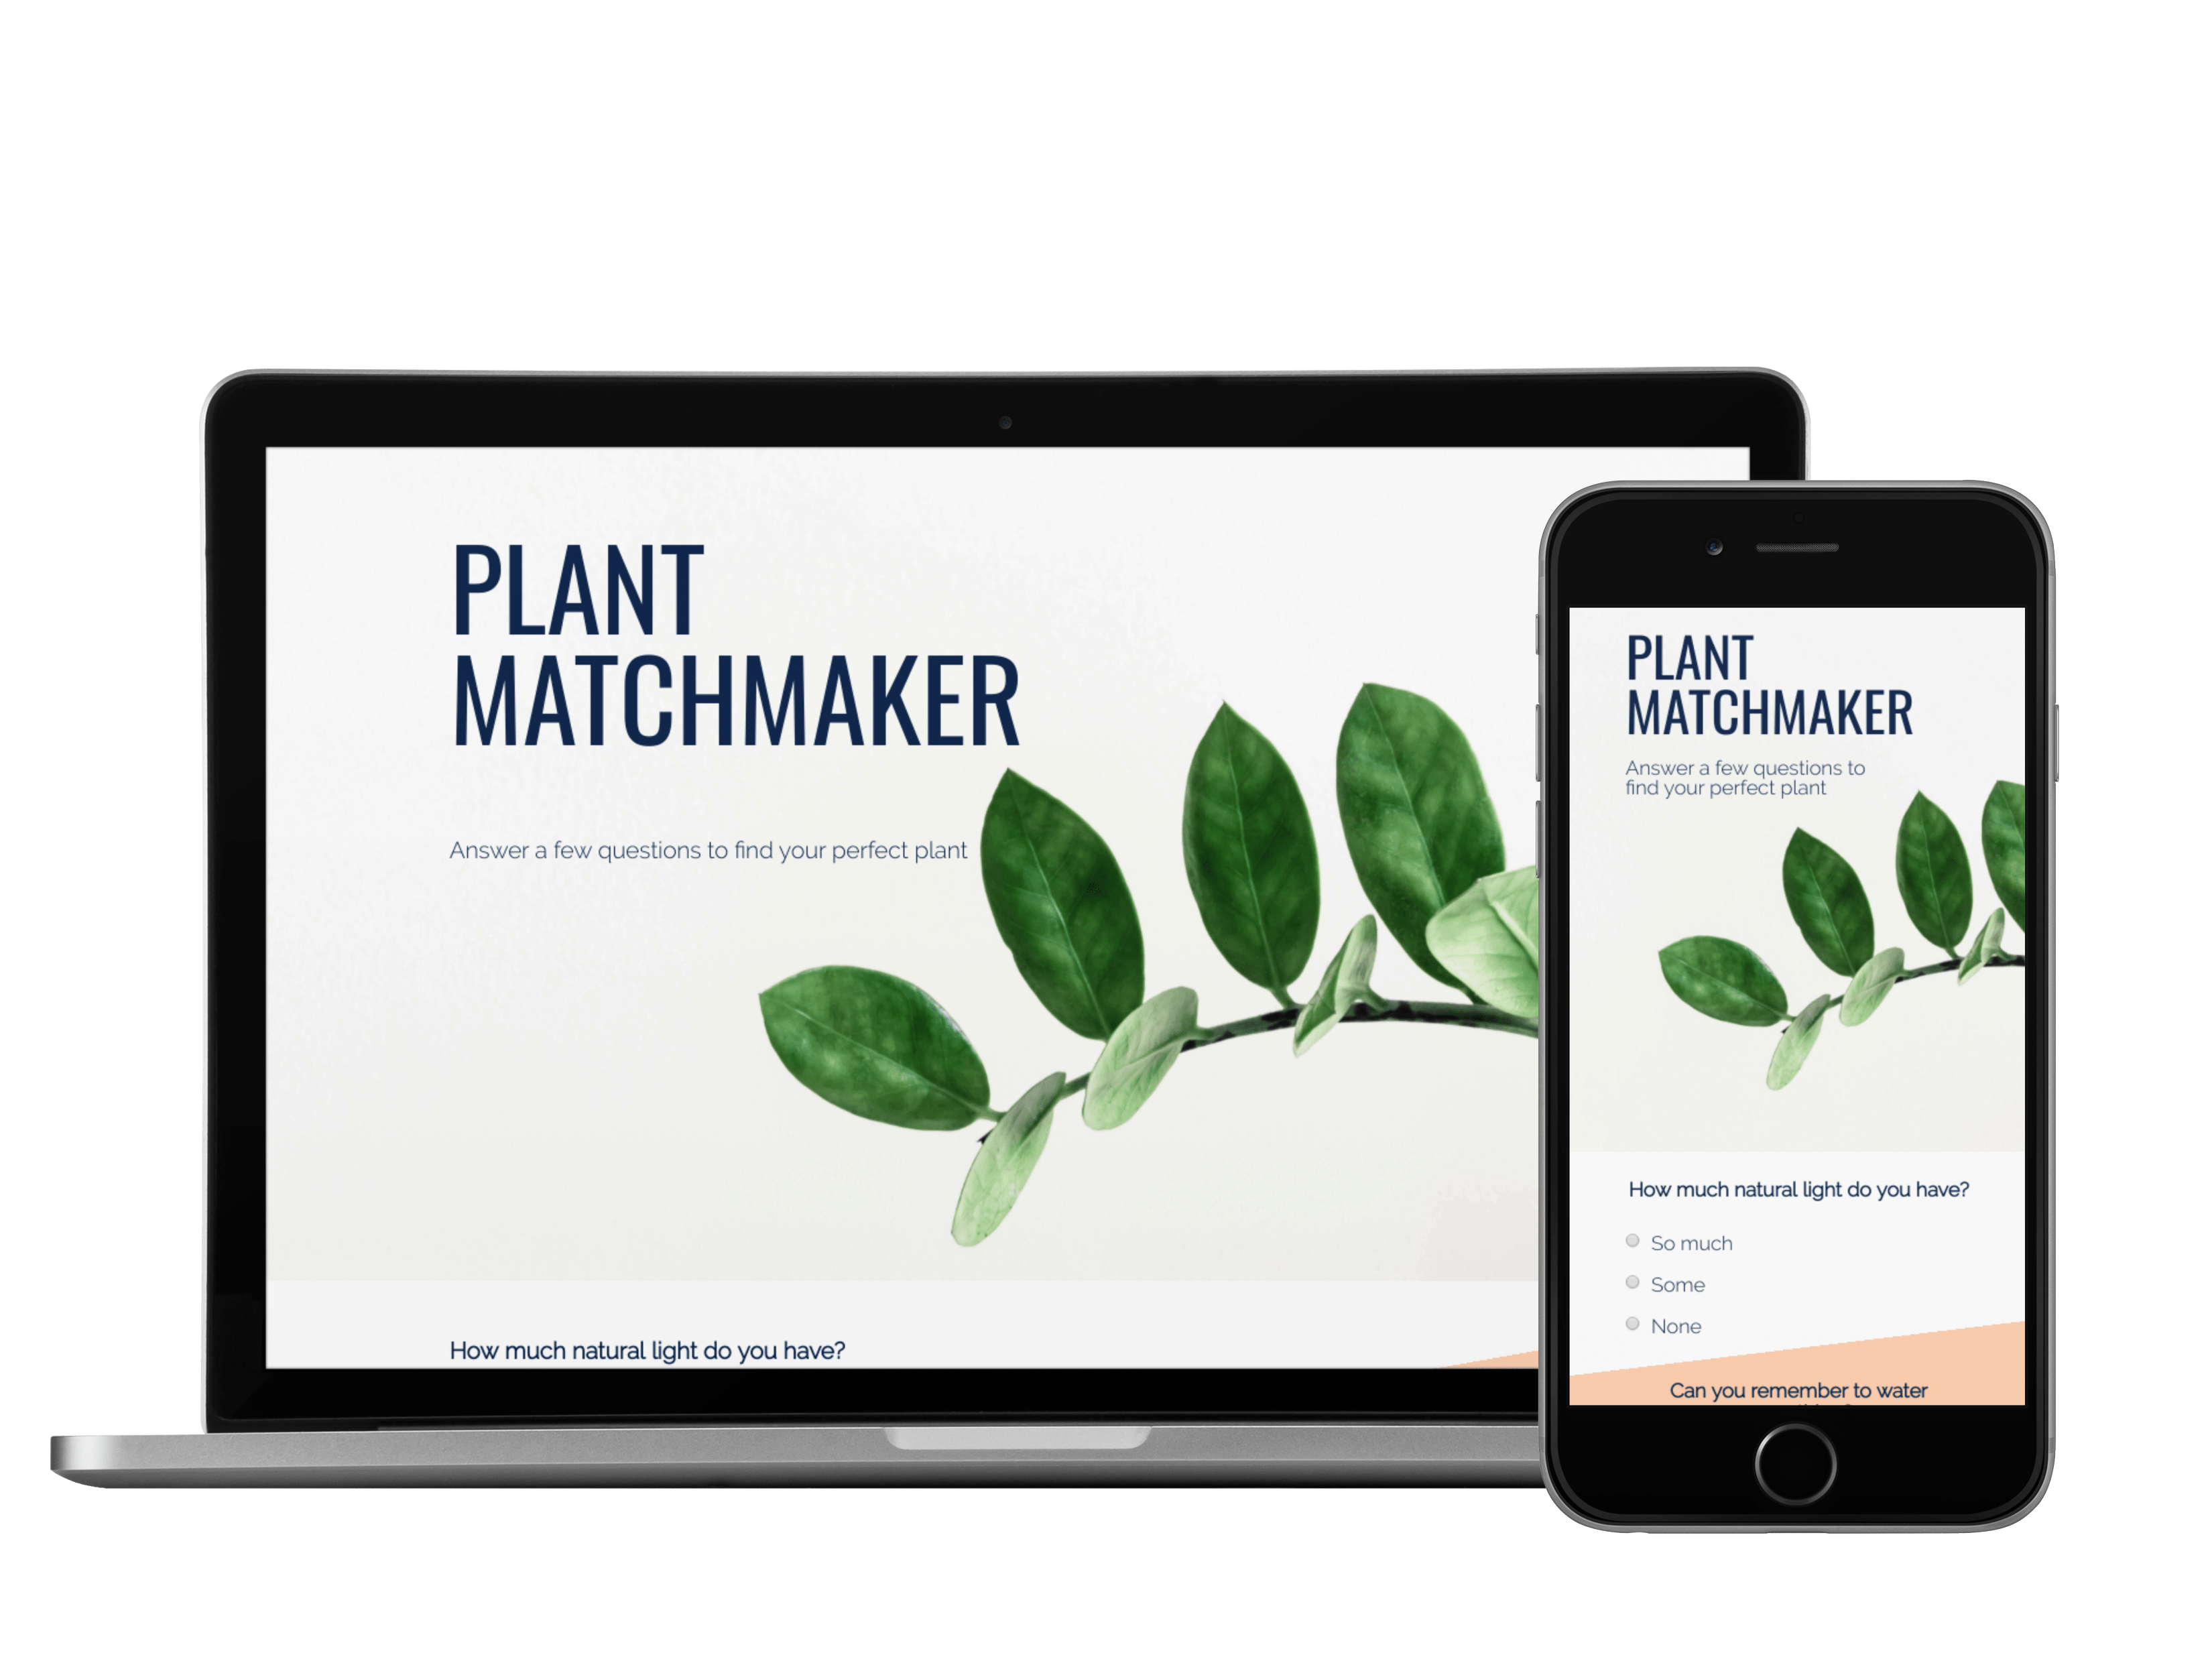 PLANT
MATCHMAKER
Answer a few questions to find your perfect plant
How much natural light do you have?
PLANT
MATCHMAKER
Answer a few questions to
find your perfect plant
How much natural light do you have?
So much
Some
None
Can you remember to water